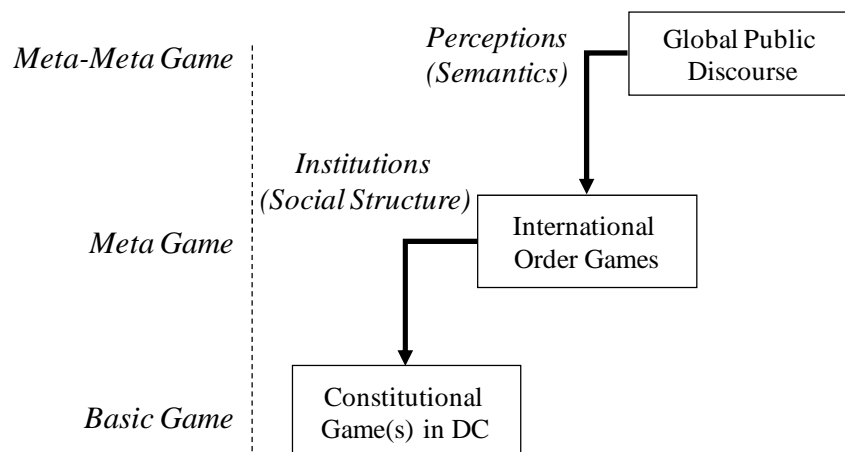 Meta-Meta Game
Perceptions
(Semantics)
Global Public
Discourse
Institutions
(Social Structure)
Meta Game
International
Order Games
Basic Game
Constitutional
Game(s) in DC